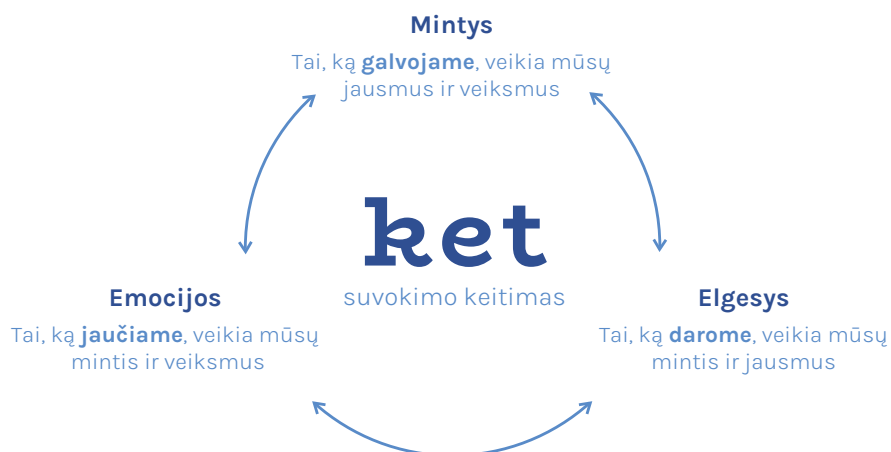 Mintys
Tai, ką galvojame, veikia mūsų
jausmus ir veiksmus
ket
suvokimo keitimas
Emocijos
Tai, ką jaučiame, veikia mūsų
mintis ir veiksmus
Elgesys
Tai, ką darome, veikia mūsų
mintis ir jausmus